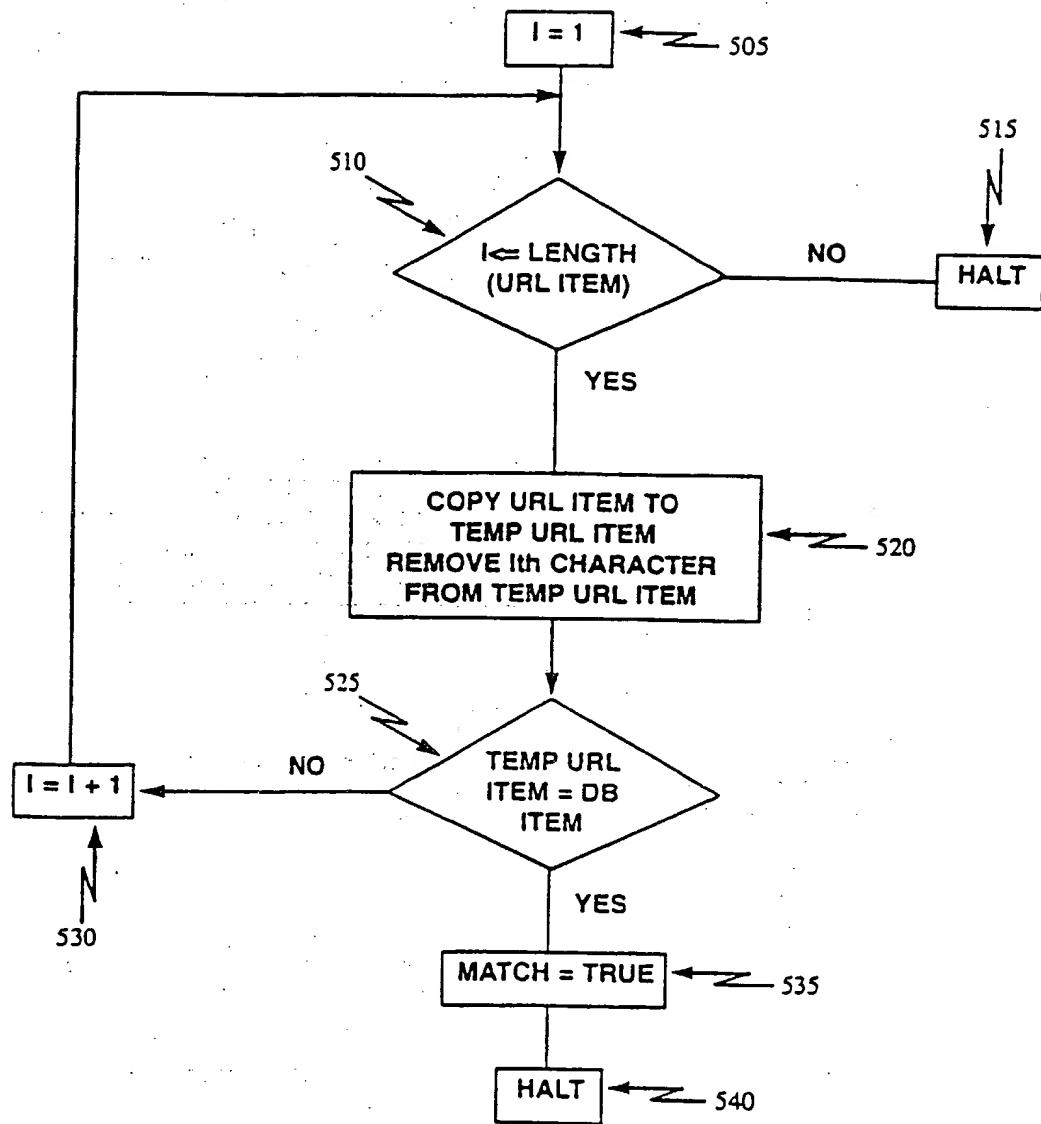 I = 1
505
515
510
I<= LENGTH
(URL ITEM)
NO
HALT
YES
COPY URL ITEM TO
TEMP URL ITEM
REMOVE Ith CHARACTER
FROM TEMP URL ITEM
520
525
TEMP URL
ITEM = DB
ITEM
NO
I = I + 1
530
YES
MATCH = TRUE
535
HALT
540